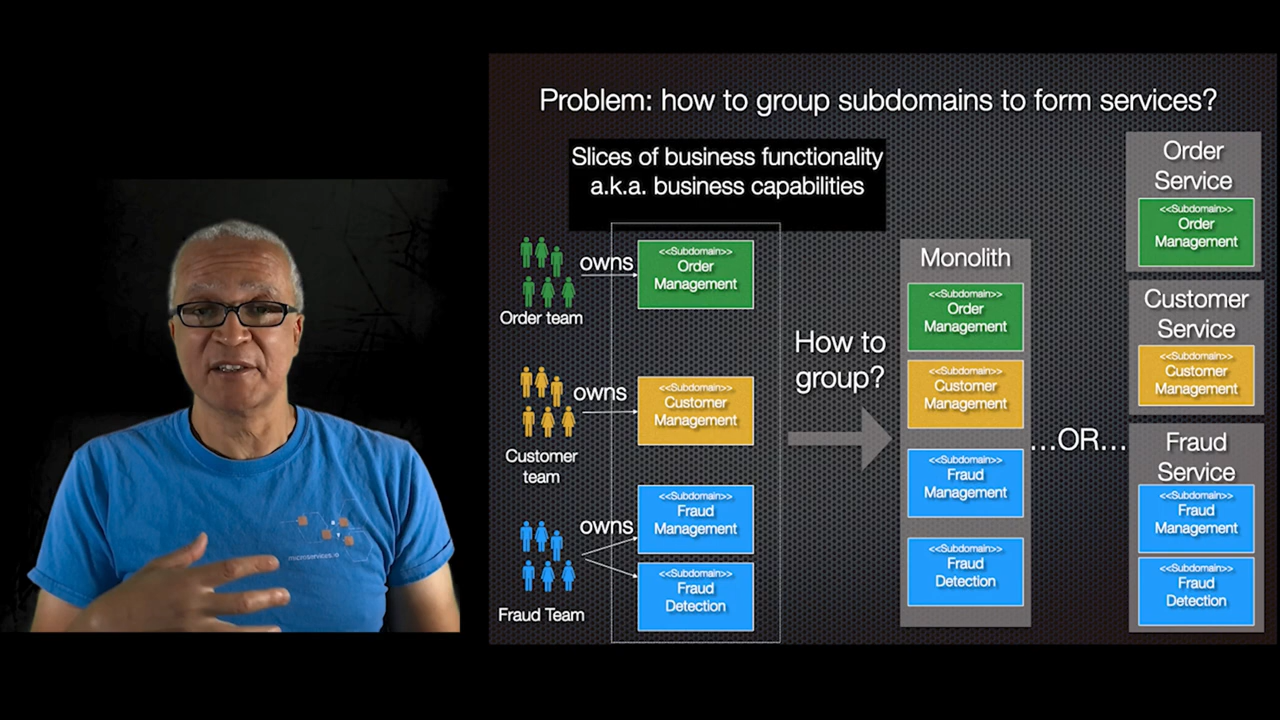 Problem: how to group subdomains to form services?
Slices of business functionality
a.k.a. business capabilities
Order team
owns
<<Subdomain>>
Order
Management
Customer
team
owns
<<Subdomain>>
Customer
Management
Fraud Team
owns
<<Subdomain>>
Fraud
Management
<<Subdomain>>
Fraud
Detection
How to
group?
Monolith
<<Subdomain>>
Order
Management
<<Subdomain>>
Customer
Management
<<Subdomain>>
Fraud
Management
<<Subdomain>>
Fraud
Detection
...OR...
Order
Service
<<Subdomain>>
Order
Management
Customer
Service
<<Subdomain>>
Customer
Management
Fraud
Service
<<Subdomain>>
Fraud
Management
<<Subdomain>>
Fraud
Detection
microservices.io